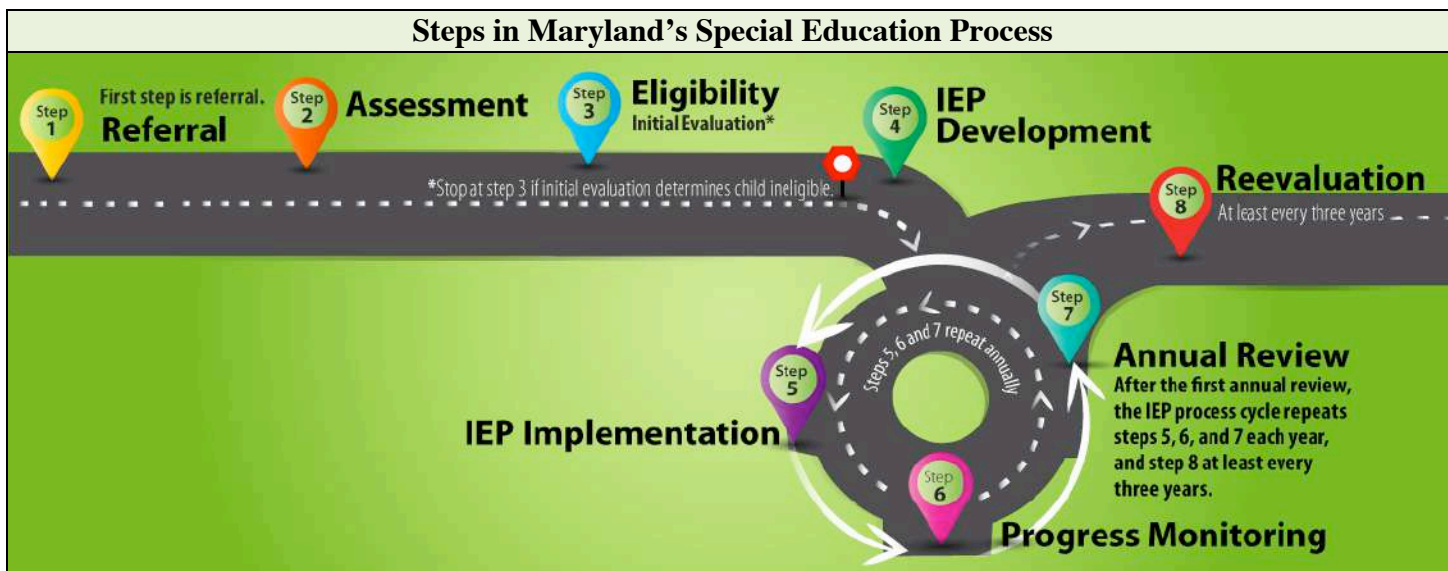 Steps in Maryland's Special Education Process
Step
1
First step is referral.
Referral
Step
2
Assessment
Step
3
Eligibility
Initial Evaluation*
Step
4
IEP
Development
*Stop at step 3 if initial evaluation determines child ineligible.
Step
8
Reevaluation
At least every three years
Step
7
Annual Review
After the first annual review,
the IEP process cycle repeats
steps 5, 6, and 7 each year,
and step 8 at least every
three years.
Steps 5, 6 and 7 repeat annually
Step
5
IEP Implementation
Step
6
Progress Monitoring